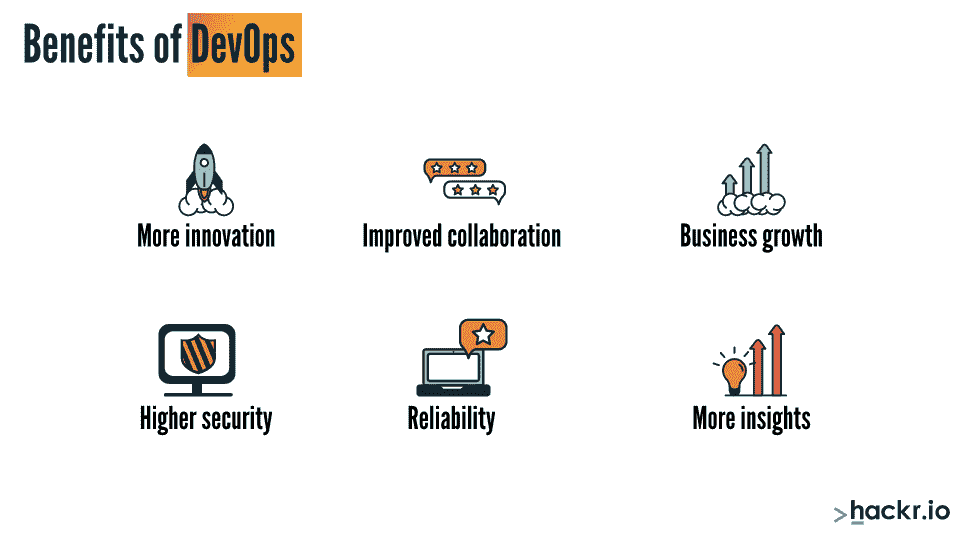 Benefits of DevOps
More innovation
Improved collaboration
Business growth
Higher security
Reliability
More insights
>hackr.io